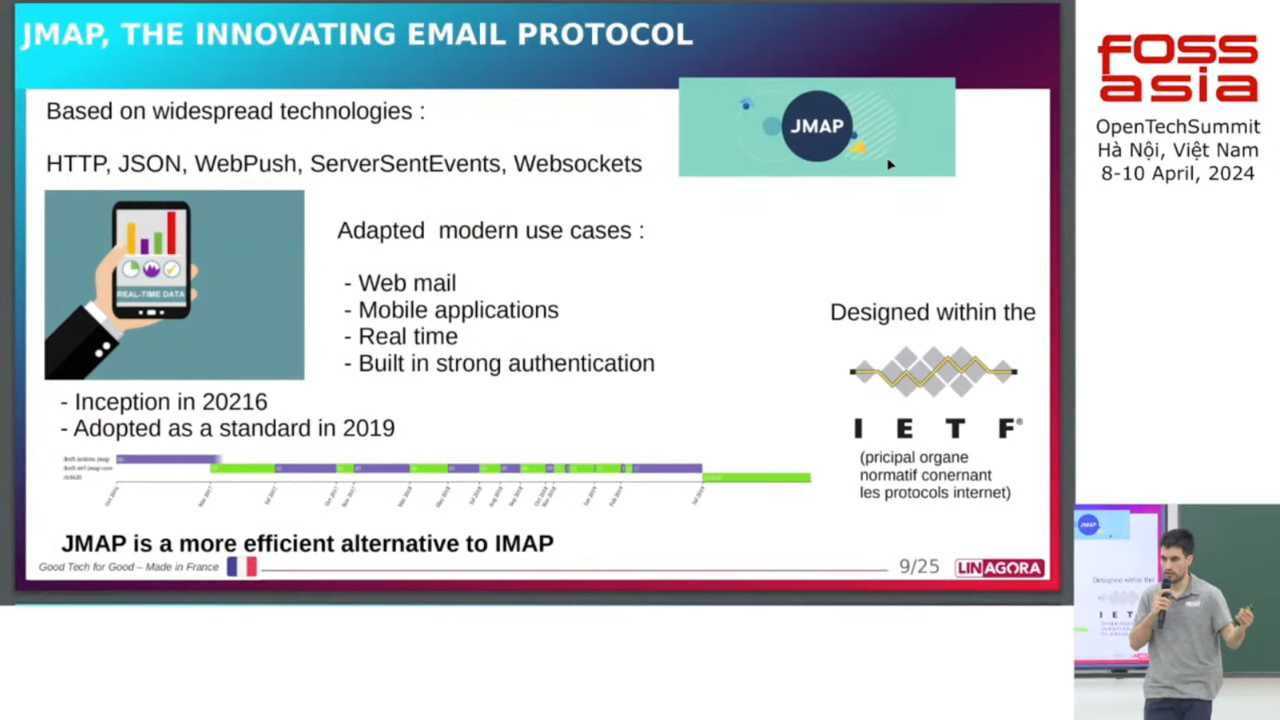 JMAP, THE INNOVATING EMAIL PROTOCOL
Based on widespread technologies :
HTTP, JSON, WebPush, ServerSentEvents, Websockets
JMAP
REAL-TIME DATA
Adapted modern use cases :
- Web mail
- Mobile applications
- Real time
- Built in strong authentication
- Inception in 20216
- Adopted as a standard in 2019
Designed within the
I E T F®
(pricipal organe
normatif conernant
les protocols internet)
JMAP is a more efficient alternative to IMAP
Good Tech for Good – Made in France
9/25
LINAGORA
FOSS
asia
OpenTechSummit
Hà Nội, Việt Nam
8-10 April, 2024
JMAP
Designed within the
I E T